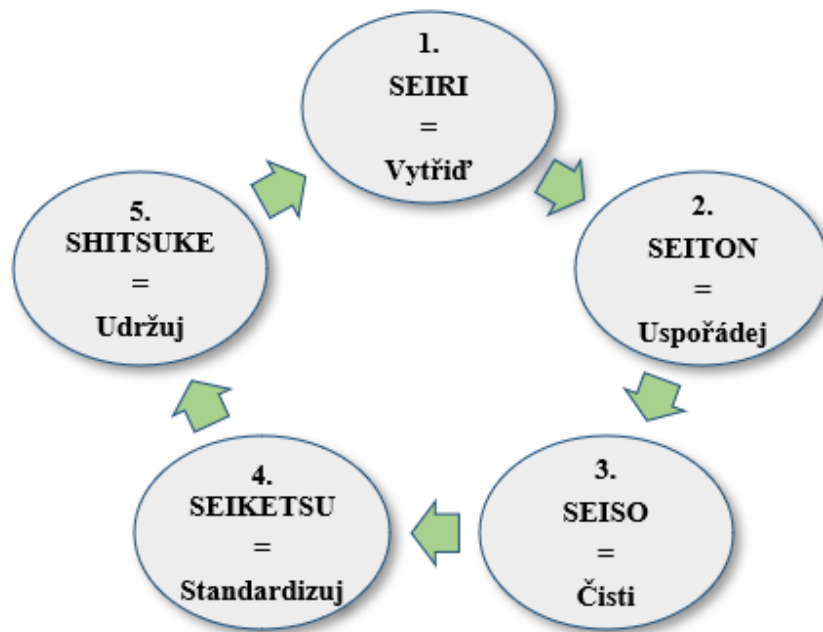 1.
SEIRI
=
Vytřiď
2.
SEITON
=
Uspořádej
3.
SEISO
=
Čisti
4.
SEIKETSU
=
Standardizuj
5.
SHITSUKE
=
Udržuj